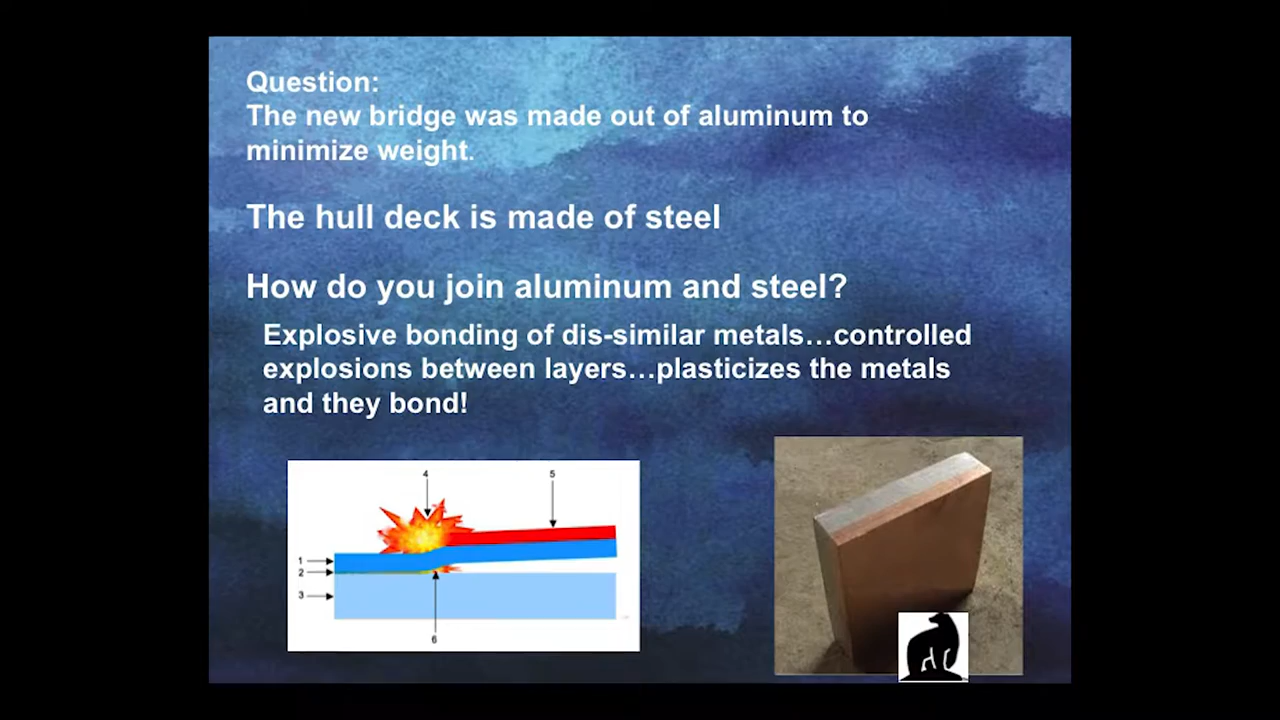 Question:
The new bridge was made out of aluminum to
minimize weight.
The hull deck is made of steel
How do you join aluminum and steel?
Explosive bonding of dis-similar metals…controlled
explosions between layers…plasticizes the metals
and they bond!
4
5
1
2
3
6